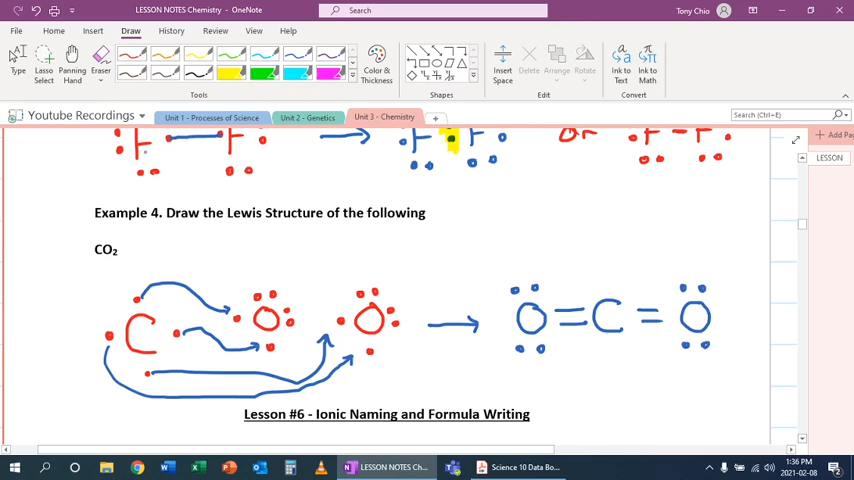 LESSON NOTES Chemistry - OneNote
Search
Tony Chio
File Home Insert Draw History Review View Help
Type
Lasso Select
Panning Hand
Eraser
Color & Thickness
Insert Space
Delete
Arrange
Rotate
Ink to Text
Ink to Math
Tools
Shapes
Edit
Convert
Youtube Recordings
Unit 1 - Processes of Science
Unit 2 - Genetics
Unit 3 - Chemistry
Search (Ctrl+E)
Add Pag
LESSON
F F F F or F - F
Example 4. Draw the Lewis Structure of the following
CO₂
C O O O = C = O
Lesson #6 - Ionic Naming and Formula Writing
LESSON NOTES Ch...
Science 10 Data Bo...
1:36 PM
2021-02-08
2